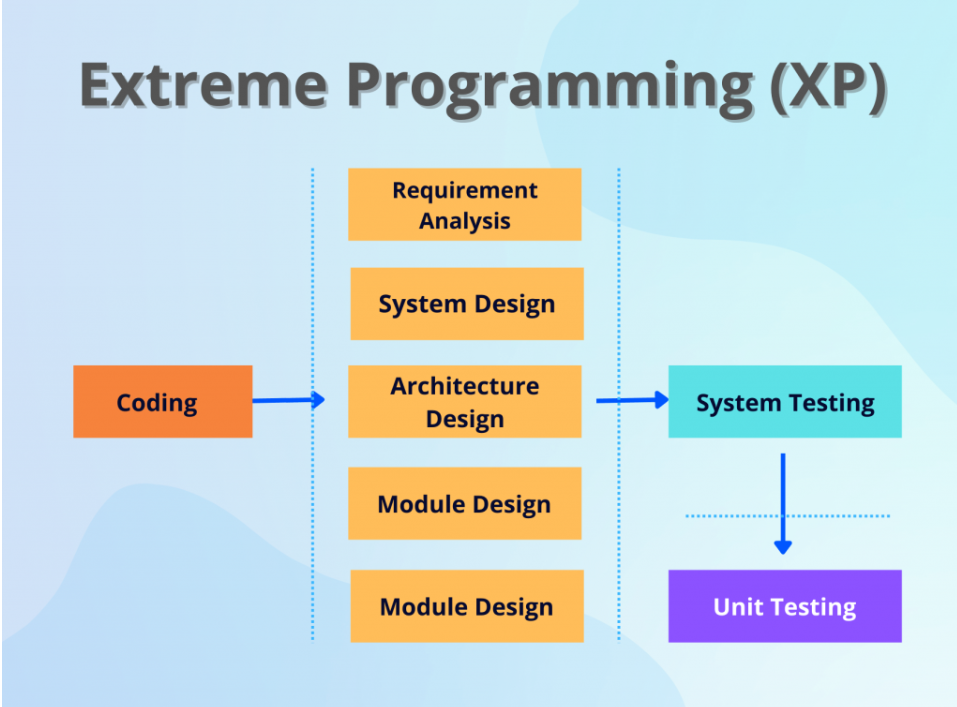 Extreme Programming (XP)
Requirement
Analysis
System Design
Coding
Architecture
Design
System Testing
Module Design
Module Design
Unit Testing